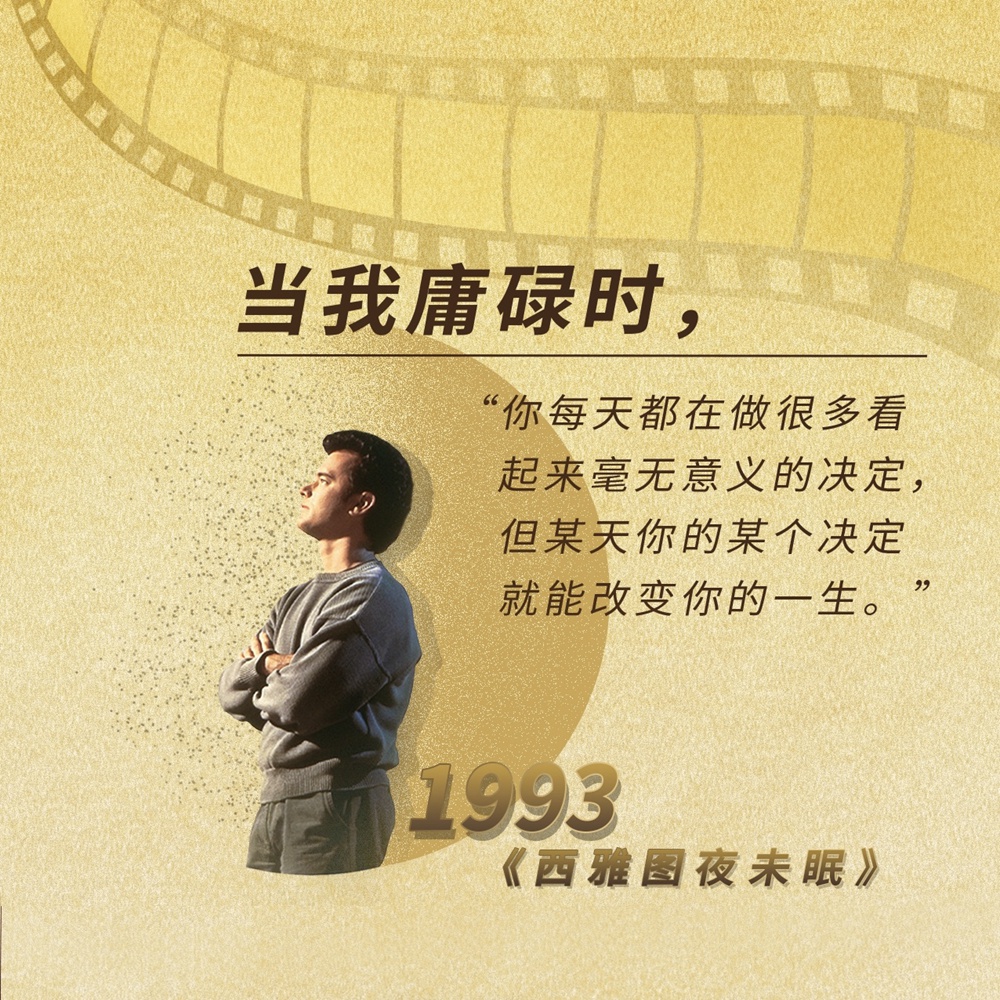 当我庸碌时，
“你每天都在做很多看
起来毫无意义的决定，
但某天你的某个决定
就能改变你的一生。”
1993
《西雅图夜未眠》